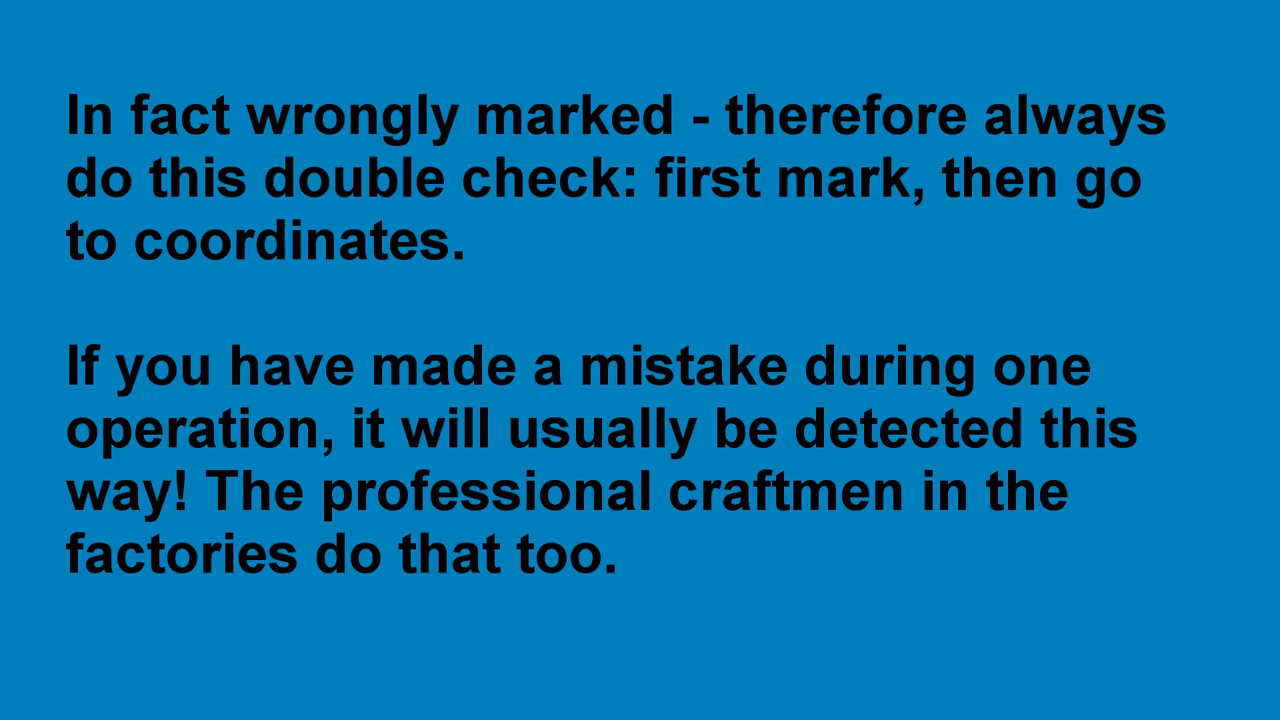 In fact wrongly marked - therefore always
do this double check: first mark, then go
to coordinates.
If you have made a mistake during one
operation, it will usually be detected this
way! The professional craftmen in the
factories do that too.